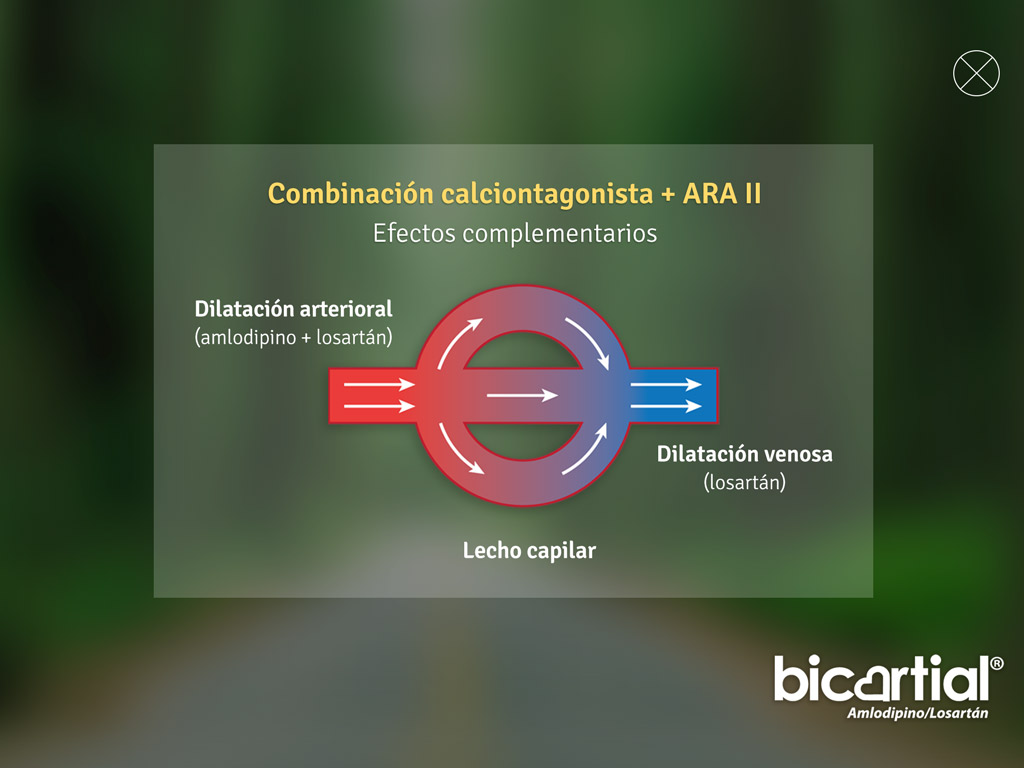 Combinación calciontagonista + ARA II
Efectos complementarios
Dilatación arterioral
(amlodipino + losartán)
Dilatación venosa
(losartán)
Lecho capilar
bicartial®
Amlodipino/Losartán